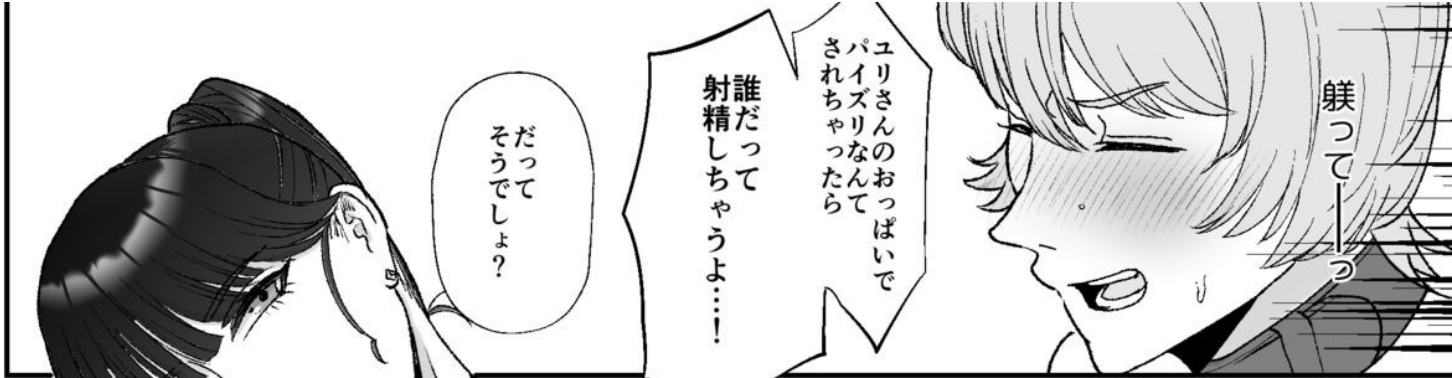 躾って━━っ
ユリさんのおっぱいで
パイズリなんて
されちゃったら
誰だって
射精しちゃうよ…！
だって
そうでしょ？